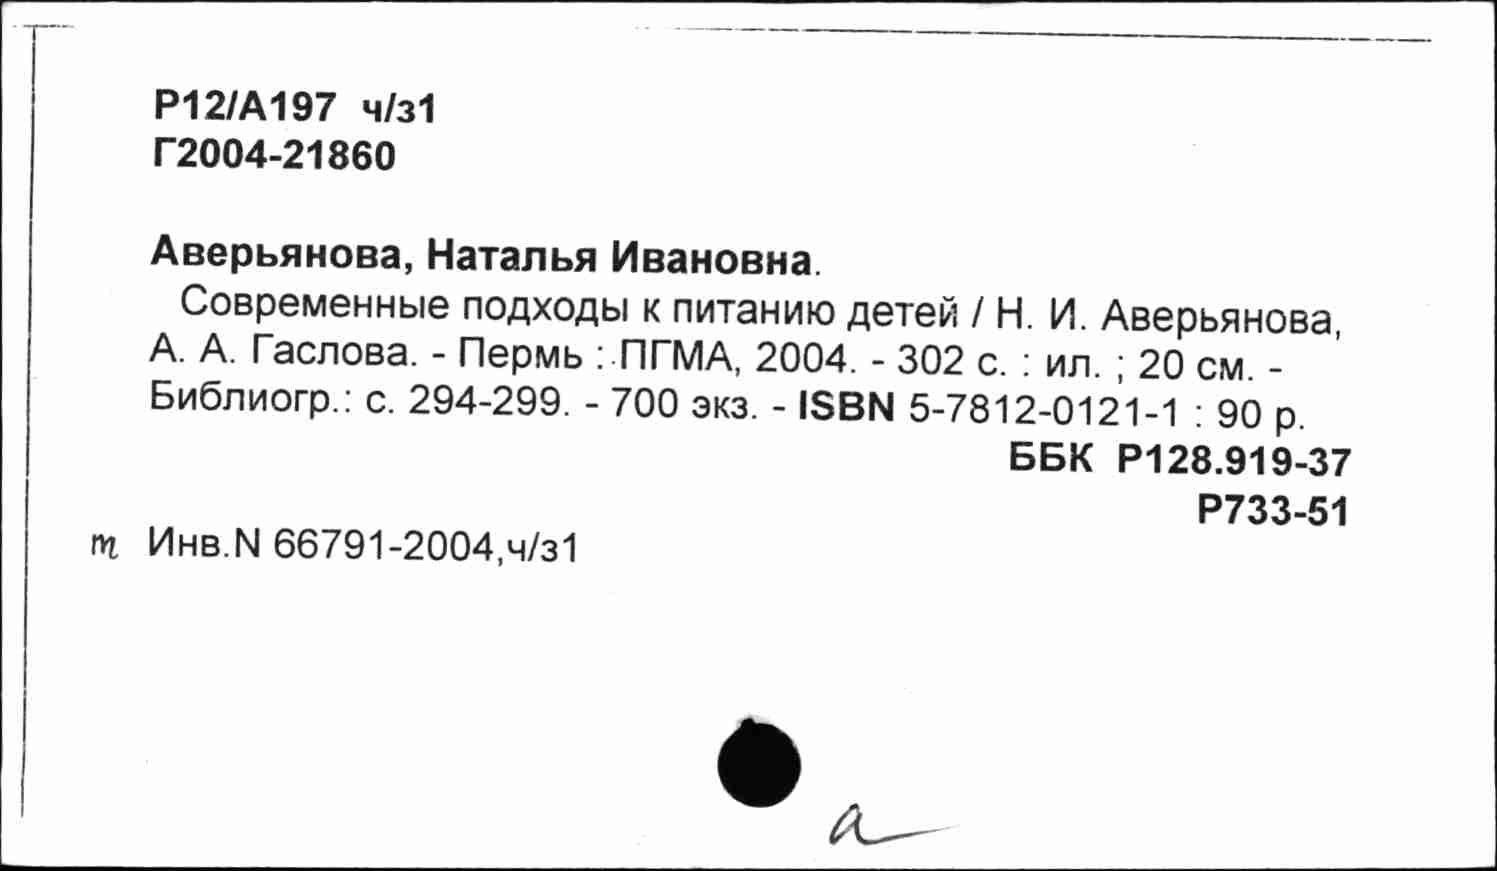 Р12/А197 ч/з1
Г2004-21860
Аверьянова, Наталья Ивановна.
Современные подходы к питанию детей / Н. И. Аверьянова,
А. А. Гаслова. - Пермь : ПГМА, 2004. - 302 с. : ил. ; 20 см. -
Библиогр.: с. 294-299. - 700 экз. - ISBN 5-7812-0121-1 : 90 р.
ББК Р128.919-37
Р733-51
т Инв.N 66791-2004,ч/з1
а